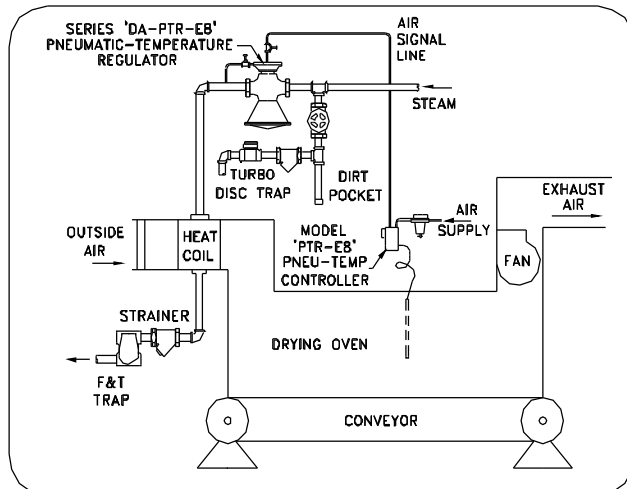 SERIES 'DA-PTR-E8'
PNEUMATIC-TEMPERATURE
REGULATOR
AIR
SIGNAL
LINE
STEAM
TURBO
DISC TRAP
DIRT
POCKET
EXHAUST
AIR
OUTSIDE
AIR
HEAT
COIL
MODEL
'PTR-E8'
PNEU-TEMP
CONTROLLER
AIR
SUPPLY
FAN
STRAINER
DRYING OVEN
F&T
TRAP
CONVEYOR